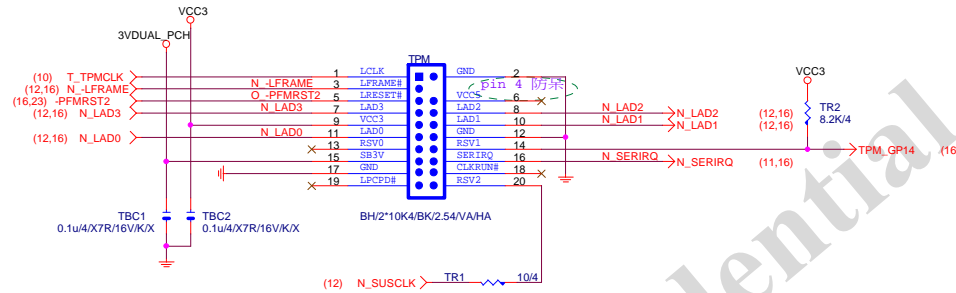 VCC3
3VDUAL_PCH
TPM
(10) T_TPMCLK 1 LCLK GND 2
pin 4 防呆
(12,16) N_-LFRAME N_-LFRAME 3 LFRAME#
(16,23) -PFMRST2 O_-PFMRST2 5 LRESET# VCC5 6
(12,16) N_LAD3 N_LAD3 7 LAD3 LAD2 8 N_LAD2 N_LAD2 (12,16)
9 VCC3 LAD1 10 N_LAD1 N_LAD1 (12,16)
(12,16) N_LAD0 N_LAD0 11 LAD0 GND 12
13 RSV0 RSV1 14 TPM_GP14 (16
15 SB3V SERIRQ 16 N_SERIRQ N_SERIRQ (11,16)
17 GND CLKRUN# 18
19 LPCPD# RSV2 20
VCC3
TR2
8.2K/4
TBC1
0.1u/4/X7R/16V/K/X
TBC2
0.1u/4/X7R/16V/K/X
BH/2*10K4/BK/2.54/VA/HA
(12) N_SUSCLK TR1 10/4
dential